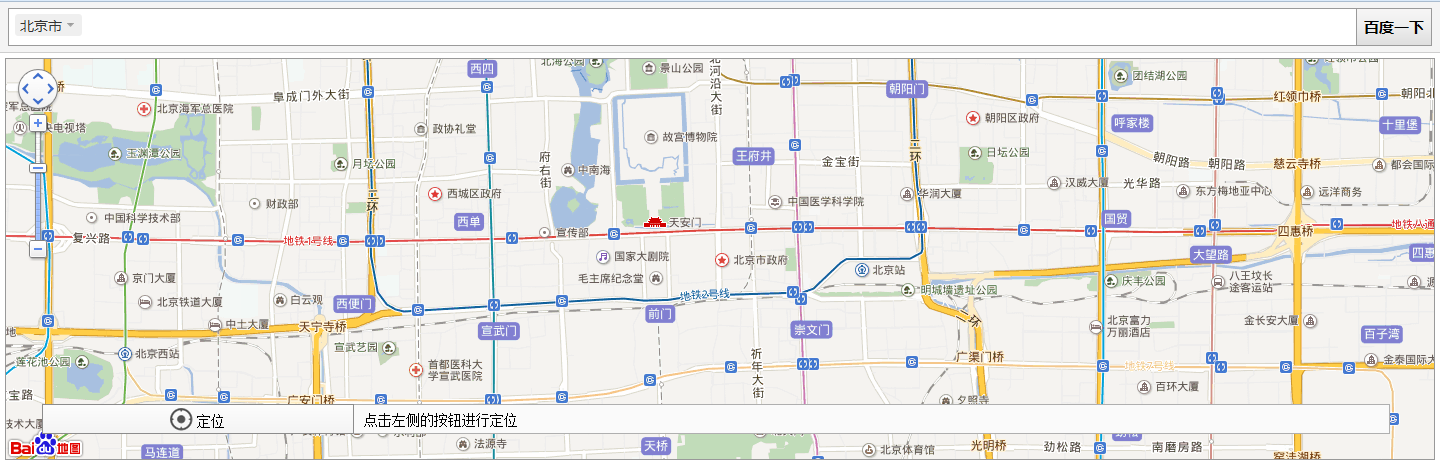 北京市
百度一下
西四
北海公园
景山公园
北河沿大街
朝阳门
团结湖公园
红领巾桥
朝阳北
阜成门外大街
北京海军总医院
央电视塔
政协礼堂
故宫博物院
朝阳区政府
呼家楼
十里堡
玉渊潭公园
月坛公园
府右街
中南海
王府井
金宝街
日坛公园
朝阳路
朝阳路
慈云寺桥
都会国际
二环
二环
西城区政府
华润大厦
汉威大厦
光华路
东方梅地亚中心
远洋商务
中国科学技术部
财政部
西单
宣传部
天安门
中国医学科学院
国贸
复兴路
地铁1号线
四惠桥
地铁八通
国家大剧院
北京市政府
北京站
大望路
四惠
京门大厦
毛主席纪念堂
明城墙遗址公园
庆丰公园
八王坟长
途客运站
北京铁道大厦
白云观
西便门
地铁2号线
前门
中土大厦
天宁寺桥
宣武门
崇文门
二环
北京富力
万丽酒店
金长安大厦
百子湾
北京西站
宣武艺园
莲花池公园
首都医科大
学宣武医院
祈年大街
广渠门桥
地铁7号线
金泰国际大
百环大厦
广安门桥
夕照寺
定位
点击左侧的按钮进行定位
技术大厦
Bai 地图
马连道
法源寺
天桥
北京体育馆
光明桥
劲松路
劲松
南磨房路
窑洼湖桥